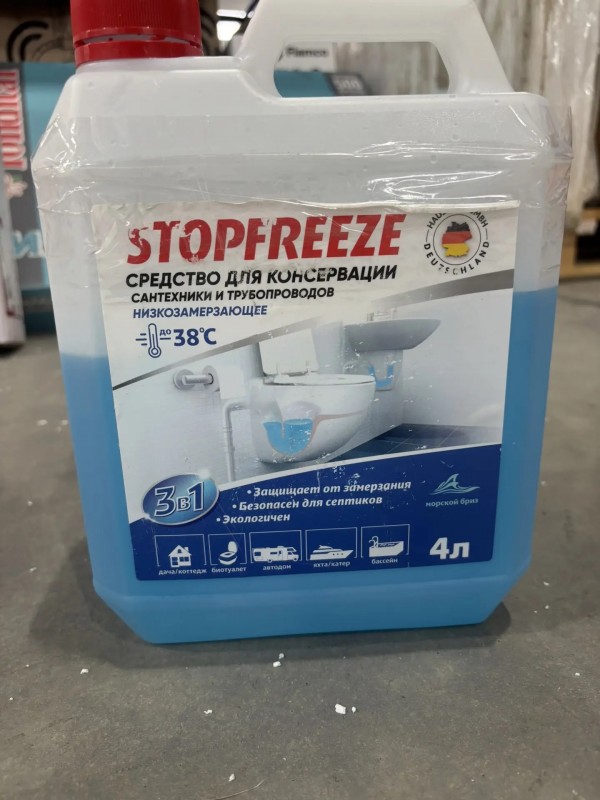 Flamco
STOPFREEZE
DEUTSCHLAND
СРЕДСТВО ДЛЯ КОНСЕРВАЦИИ
САНТЕХНИКИ И ТРУБОПРОВОДОВ
НИЗКОЗАМЕРЗАЮЩЕЕ
до -38°C
3в1
• Защищает от замерзания
• Безопасен для септиков
• Экологичен
морской бриз
дача/коттедж биотуалет автодом яхта/катер бассейн
4л